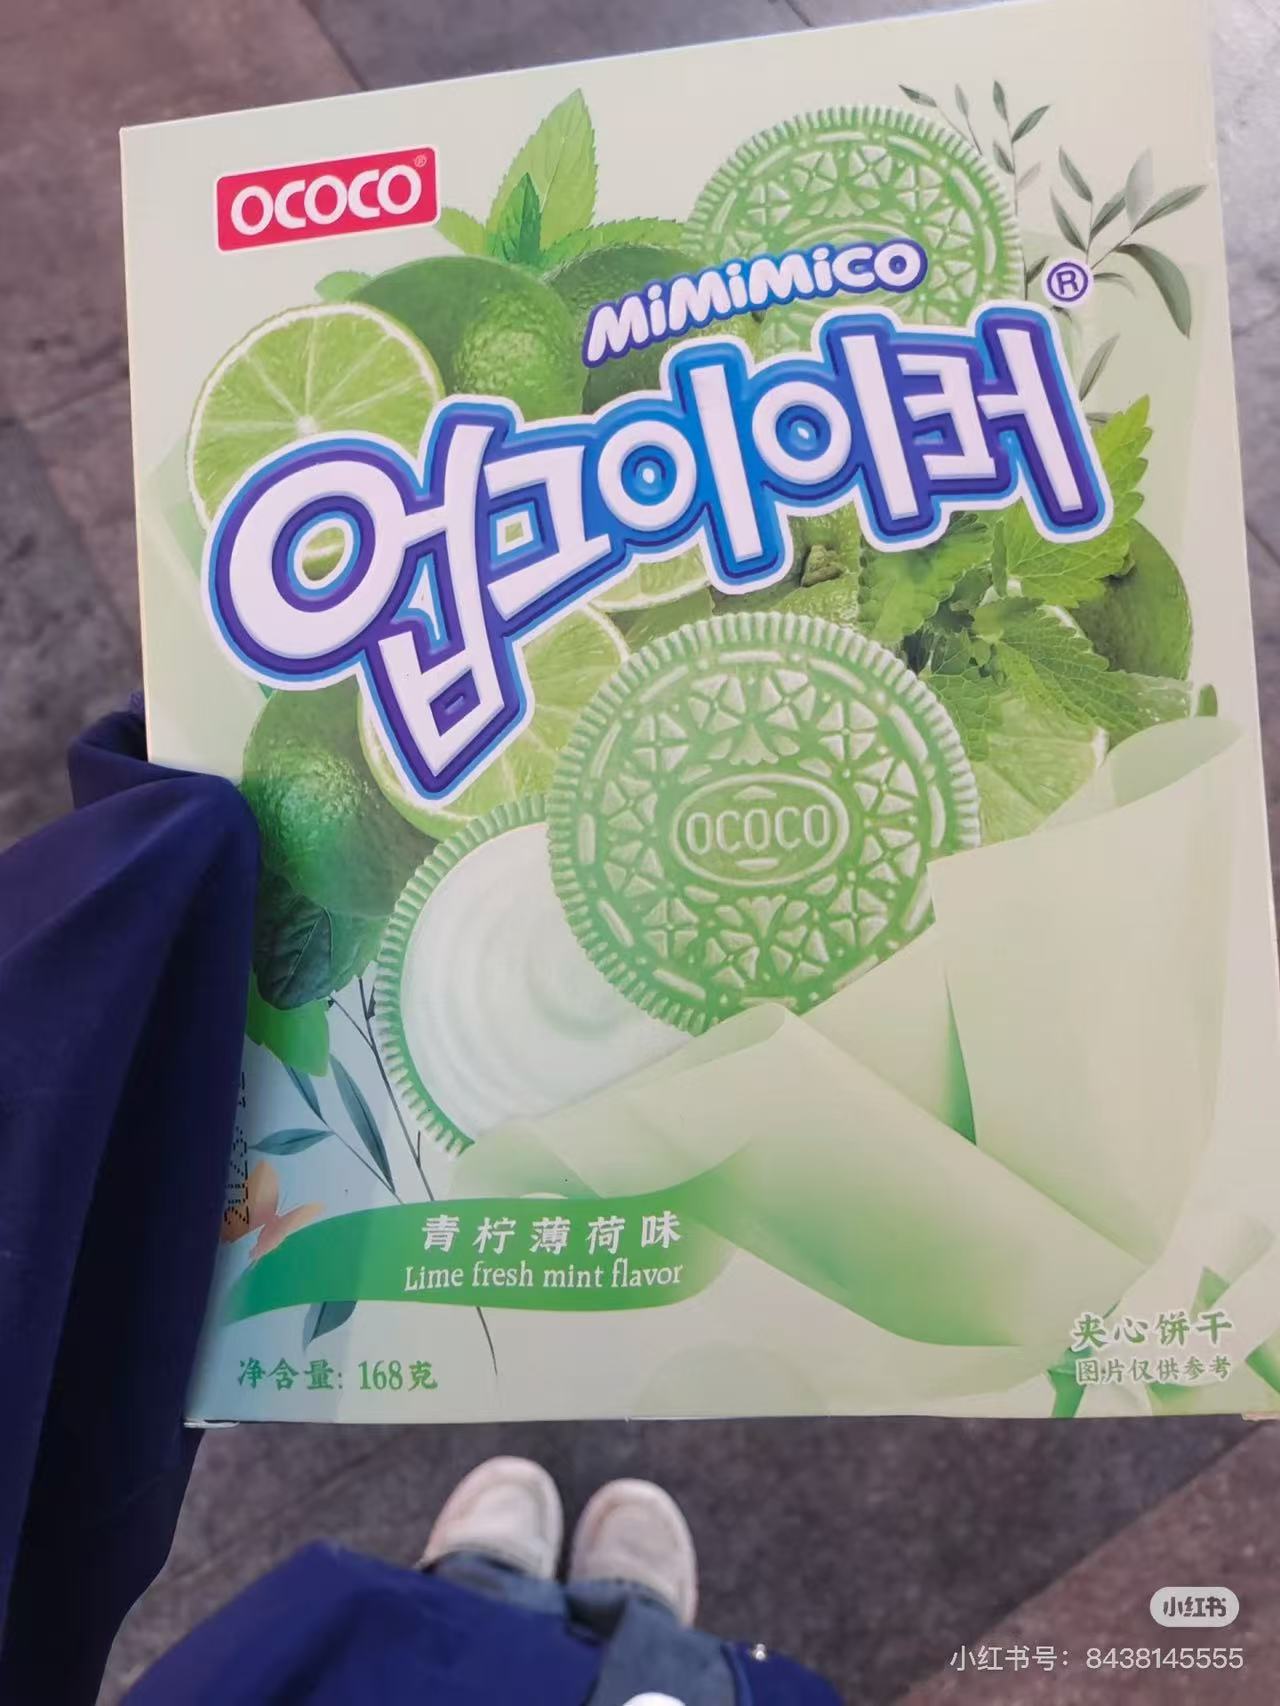 OCOCO®
MiMiMiCO
®
업그이이커
OCOCO
青柠薄荷味
Lime fresh mint flavor
净含量: 168克
夹心饼干
图片仅供参考
小红书
小红书号: 8438145555